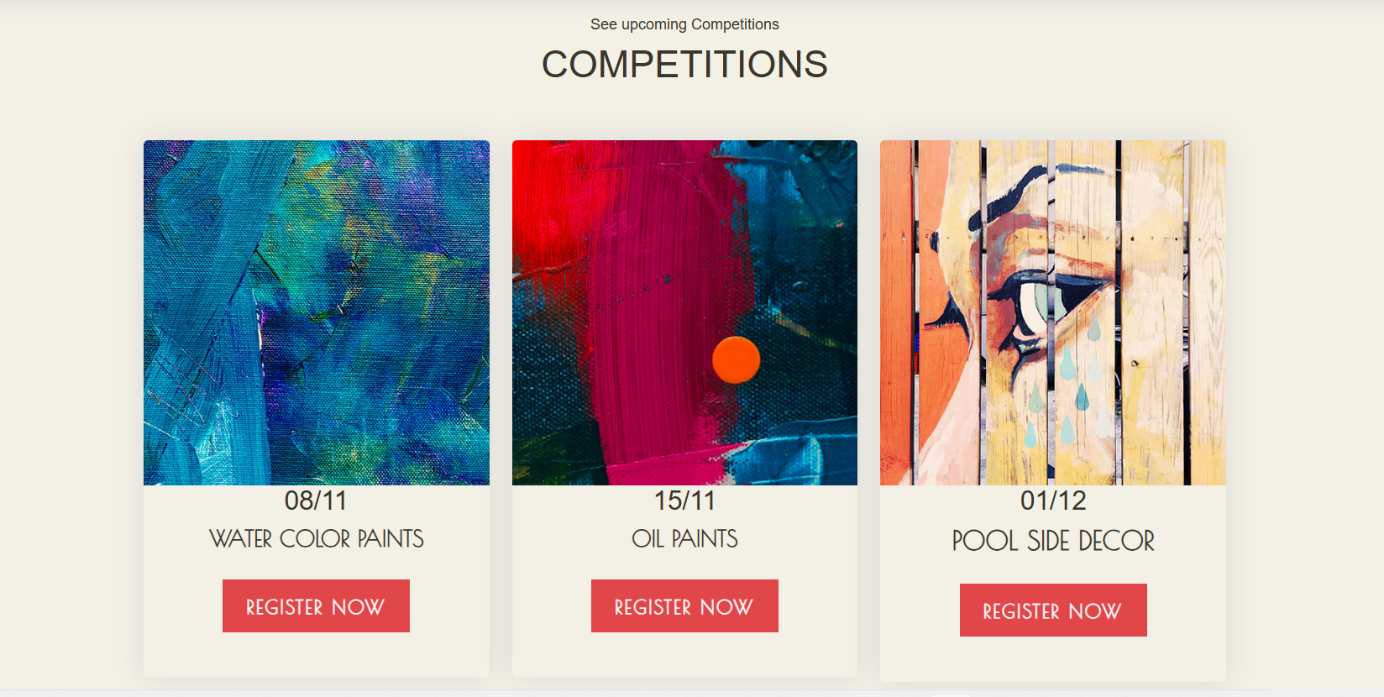 See upcoming Competitions
COMPETITIONS
08/11
WATER COLOR PAINTS
REGISTER NOW
15/11
OIL PAINTS
REGISTER NOW
01/12
POOL SIDE DECOR
REGISTER NOW